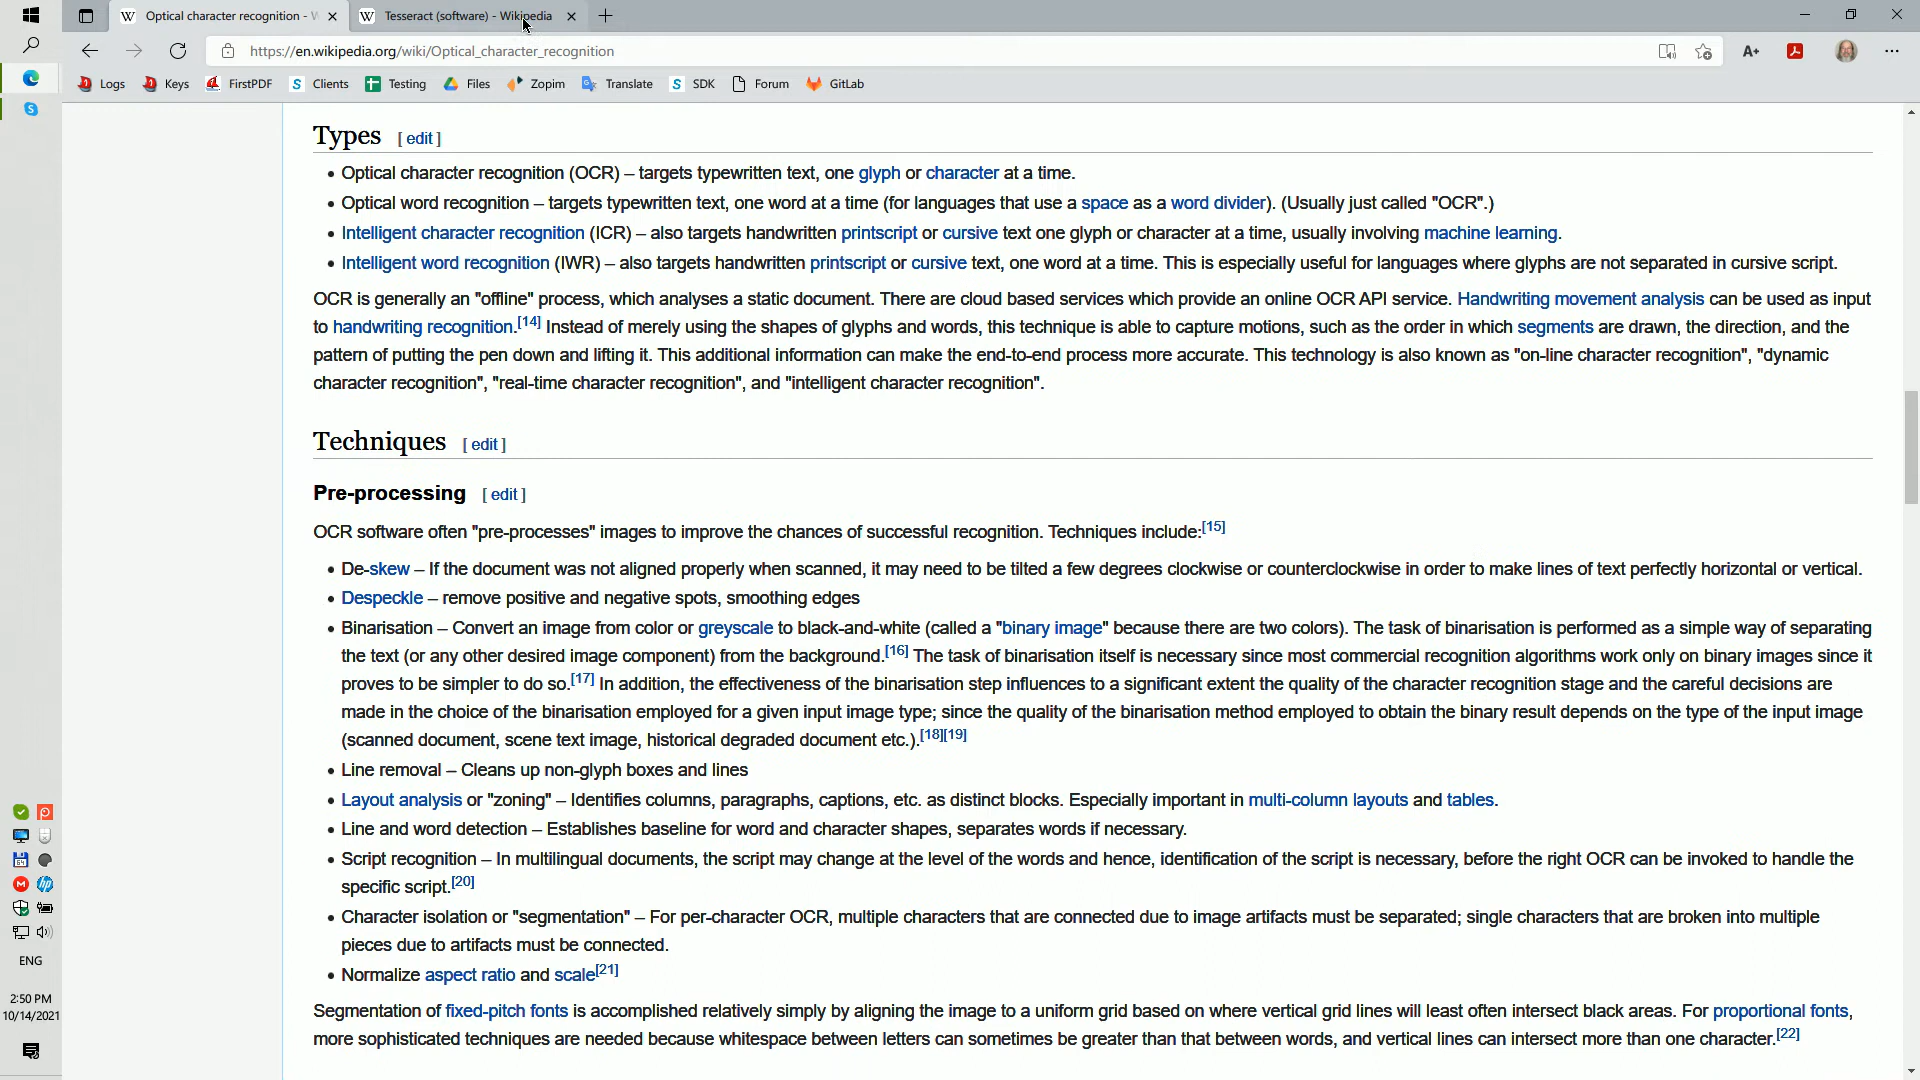 Optical character recognition - W
Tesseract (software) - Wikipedia
https://en.wikipedia.org/wiki/Optical_character_recognition
A+
Logs Keys FirstPDF Clients Testing Files Zopim Translate SDK Forum GitLab
Types [ edit ]
• Optical character recognition (OCR) – targets typewritten text, one glyph or character at a time.
• Optical word recognition – targets typewritten text, one word at a time (for languages that use a space as a word divider). (Usually just called "OCR".)
• Intelligent character recognition (ICR) – also targets handwritten printscript or cursive text one glyph or character at a time, usually involving machine learning.
• Intelligent word recognition (IWR) – also targets handwritten printscript or cursive text, one word at a time. This is especially useful for languages where glyphs are not separated in cursive script.
OCR is generally an "offline" process, which analyses a static document. There are cloud based services which provide an online OCR API service. Handwriting movement analysis can be used as input
to handwriting recognition.[14] Instead of merely using the shapes of glyphs and words, this technique is able to capture motions, such as the order in which segments are drawn, the direction, and the
pattern of putting the pen down and lifting it. This additional information can make the end-to-end process more accurate. This technology is also known as "on-line character recognition", "dynamic
character recognition", "real-time character recognition", and "intelligent character recognition".
Techniques [ edit ]
Pre-processing [ edit ]
OCR software often "pre-processes" images to improve the chances of successful recognition. Techniques include:[15]
• De-skew – If the document was not aligned properly when scanned, it may need to be tilted a few degrees clockwise or counterclockwise in order to make lines of text perfectly horizontal or vertical.
• Despeckle – remove positive and negative spots, smoothing edges
• Binarisation – Convert an image from color or greyscale to black-and-white (called a "binary image" because there are two colors). The task of binarisation is performed as a simple way of separating
the text (or any other desired image component) from the background.[16] The task of binarisation itself is necessary since most commercial recognition algorithms work only on binary images since it
proves to be simpler to do so.[17] In addition, the effectiveness of the binarisation step influences to a significant extent the quality of the character recognition stage and the careful decisions are
made in the choice of the binarisation employed for a given input image type; since the quality of the binarisation method employed to obtain the binary result depends on the type of the input image
(scanned document, scene text image, historical degraded document etc.).[18][19]
• Line removal – Cleans up non-glyph boxes and lines
• Layout analysis or "zoning" – Identifies columns, paragraphs, captions, etc. as distinct blocks. Especially important in multi-column layouts and tables.
• Line and word detection – Establishes baseline for word and character shapes, separates words if necessary.
• Script recognition – In multilingual documents, the script may change at the level of the words and hence, identification of the script is necessary, before the right OCR can be invoked to handle the
specific script.[20]
• Character isolation or "segmentation" – For per-character OCR, multiple characters that are connected due to image artifacts must be separated; single characters that are broken into multiple
pieces due to artifacts must be connected.
• Normalize aspect ratio and scale[21]
Segmentation of fixed-pitch fonts is accomplished relatively simply by aligning the image to a uniform grid based on where vertical grid lines will least often intersect black areas. For proportional fonts,
more sophisticated techniques are needed because whitespace between letters can sometimes be greater than that between words, and vertical lines can intersect more than one character.[22]
ENG
2:50 PM
10/14/2021